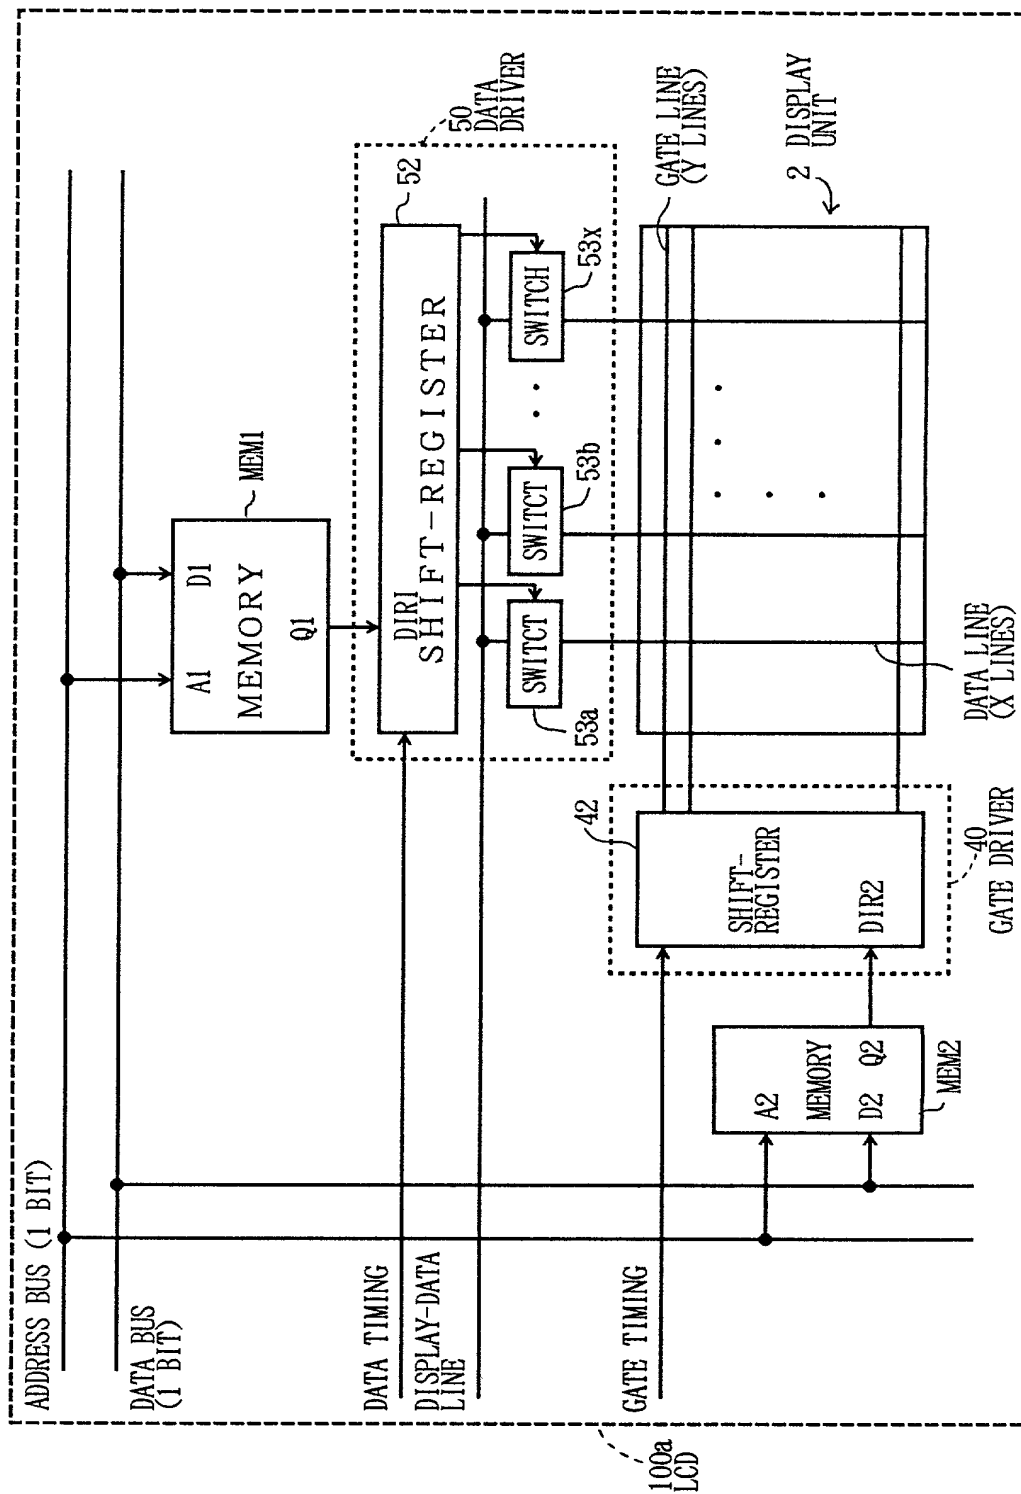 100a
LCD
ADDRESS BUS (1 BIT)
DATA BUS
(1 BIT)
DATA TIMING
DISPLAY-DATA
LINE
GATE TIMING
A1
D1
MEMORY
Q1
MEM1
DIR1
SHIFT-REGISTER
52
50
DATA
DRIVER
SWITCT
53a
SWITCT
53b
SWITCH
53x
A2
MEMORY
D2
Q2
MEM2
42
SHIFT-
REGISTER
DIR2
40
GATE DRIVER
DATA LINE
(X LINES)
GATE LINE
(Y LINES)
2 DISPLAY
UNIT